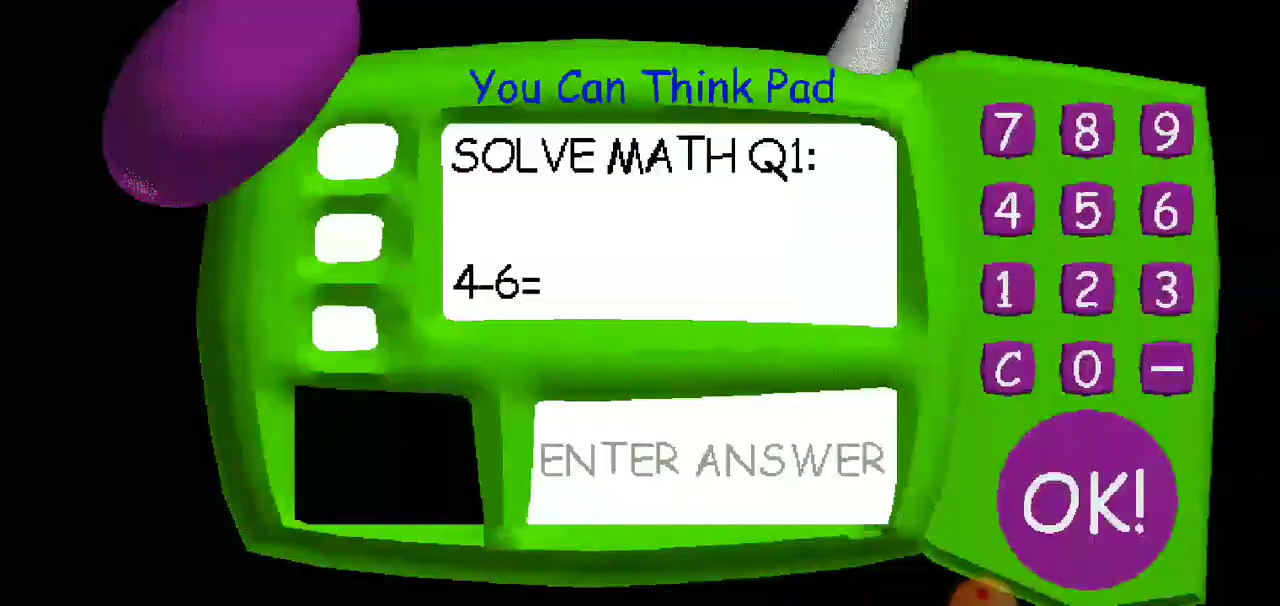 You Can Think Pad
SOLVE MATH Q1:
4-6=
ENTER ANSWER
7 8 9
4 5 6
1 2 3
C 0 —
OK!